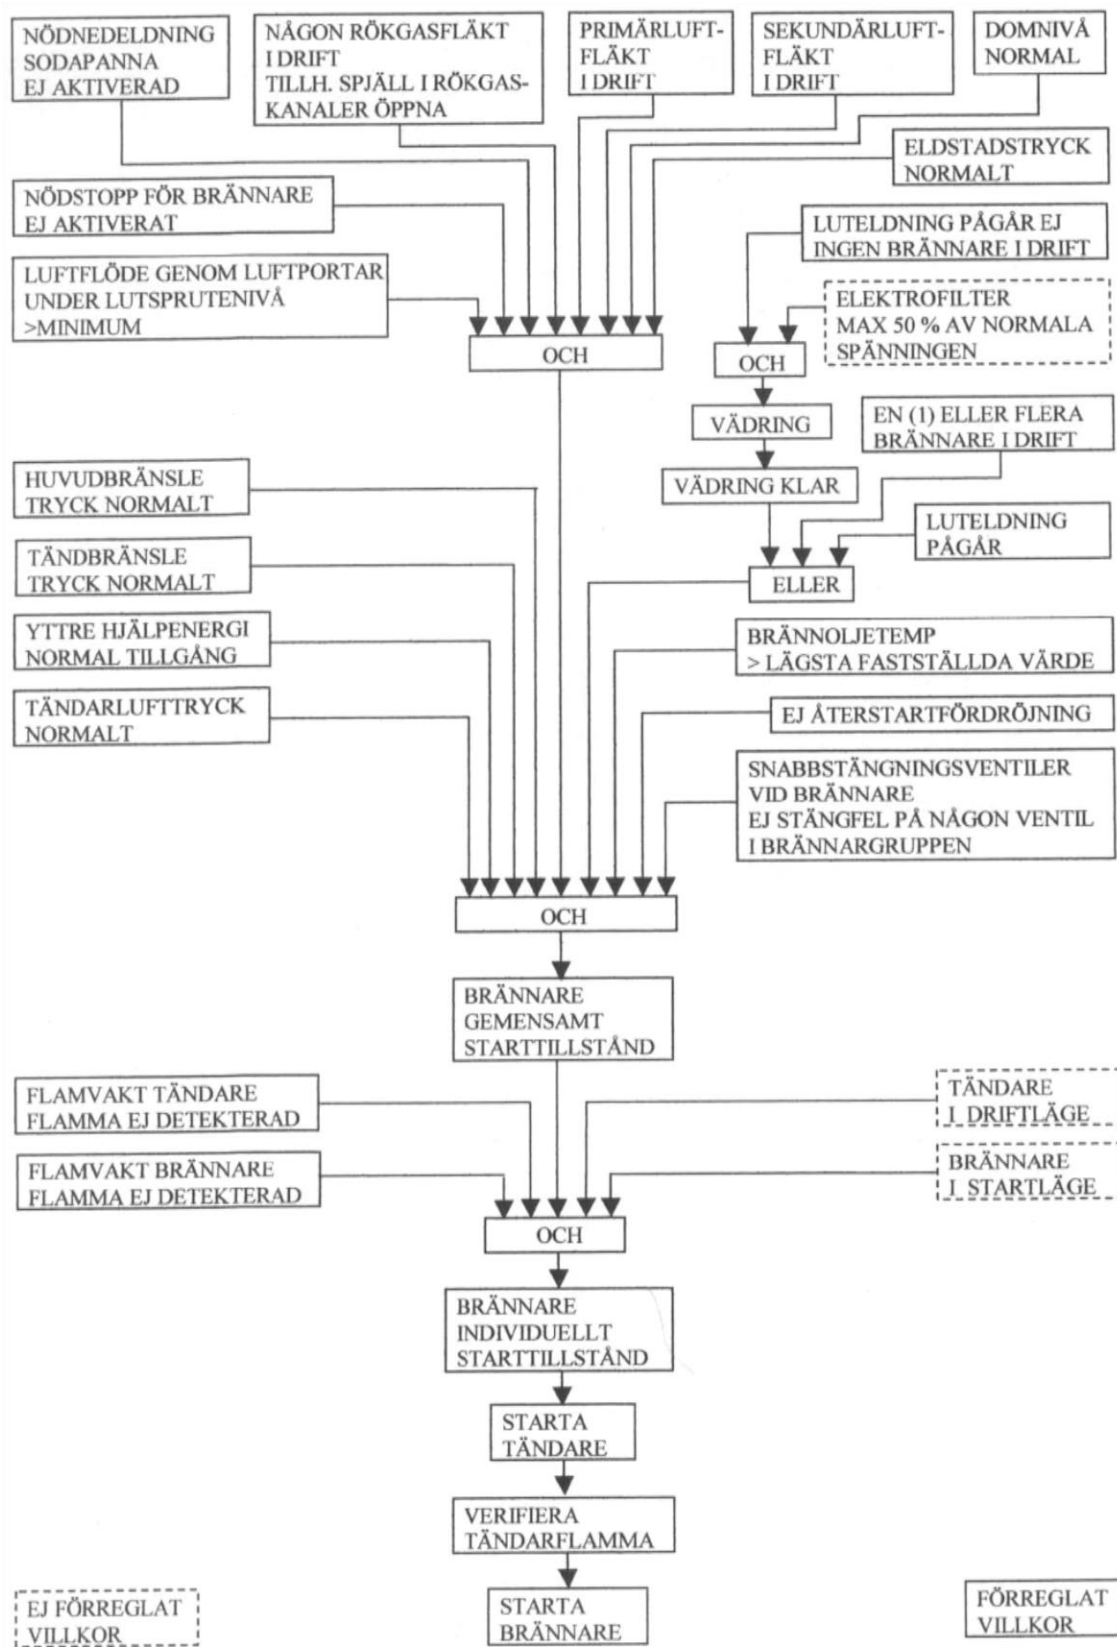 NÖDNEDELDNING
SODAPANNA
EJ AKTIVERAD
NÅGON RÖKGASFLÄKT
I DRIFT
TILLH. SPJÄLL I RÖKGAS-
KANALER ÖPPNA
PRIMÄRLUFT-
FLÄKT
I DRIFT
SEKUNDÄRLUFT-
FLÄKT
I DRIFT
DOMNIVÅ
NORMAL
ELDSTADSTRYCK
NORMALT
NÖDSTOPP FÖR BRÄNNARE
EJ AKTIVERAT
LUTELDNING PÅGÅR EJ
INGEN BRÄNNARE I DRIFT
LUFTFLÖDE GENOM LUFTPORTAR
UNDER LUTSPRUTENIVÅ
>MINIMUM
ELEKTROFILTER
MAX 50 % AV NORMALA
SPÄNNINGEN
OCH
OCH
VÄDRING
EN (1) ELLER FLERA
BRÄNNARE I DRIFT
VÄDRING KLAR
HUVUDBRÄNSLE
TRYCK NORMALT
LUTELDNING
PÅGÅR
TÄNDBRÄNSLE
TRYCK NORMALT
ELLER
YTTRE HJÄLPENERGI
NORMAL TILLGÅNG
BRÄNNOLJETEMP
> LÄGSTA FASTSTÄLLDA VÄRDE
TÄNDARLUFTTRYCK
NORMALT
EJ ÅTERSTARTFÖRDRÖJNING
SNABBSTÄNGNINGSVENTILER
VID BRÄNNARE
EJ STÄNGFEL PÅ NÅGON VENTIL
I BRÄNNARGRUPPEN
OCH
BRÄNNARE
GEMENSAMT
STARTTILLSTÅND
FLAMVAKT TÄNDARE
FLAMMA EJ DETEKTERAD
TÄNDARE
I DRIFTLÄGE
FLAMVAKT BRÄNNARE
FLAMMA EJ DETEKTERAD
BRÄNNARE
I STARTLÄGE
OCH
BRÄNNARE
INDIVIDUELLT
STARTTILLSTÅND
STARTA
TÄNDARE
VERIFIERA
TÄNDARFLAMMA
EJ FÖRREGLAT
VILLKOR
STARTA
BRÄNNARE
FÖRREGLAT
VILLKOR